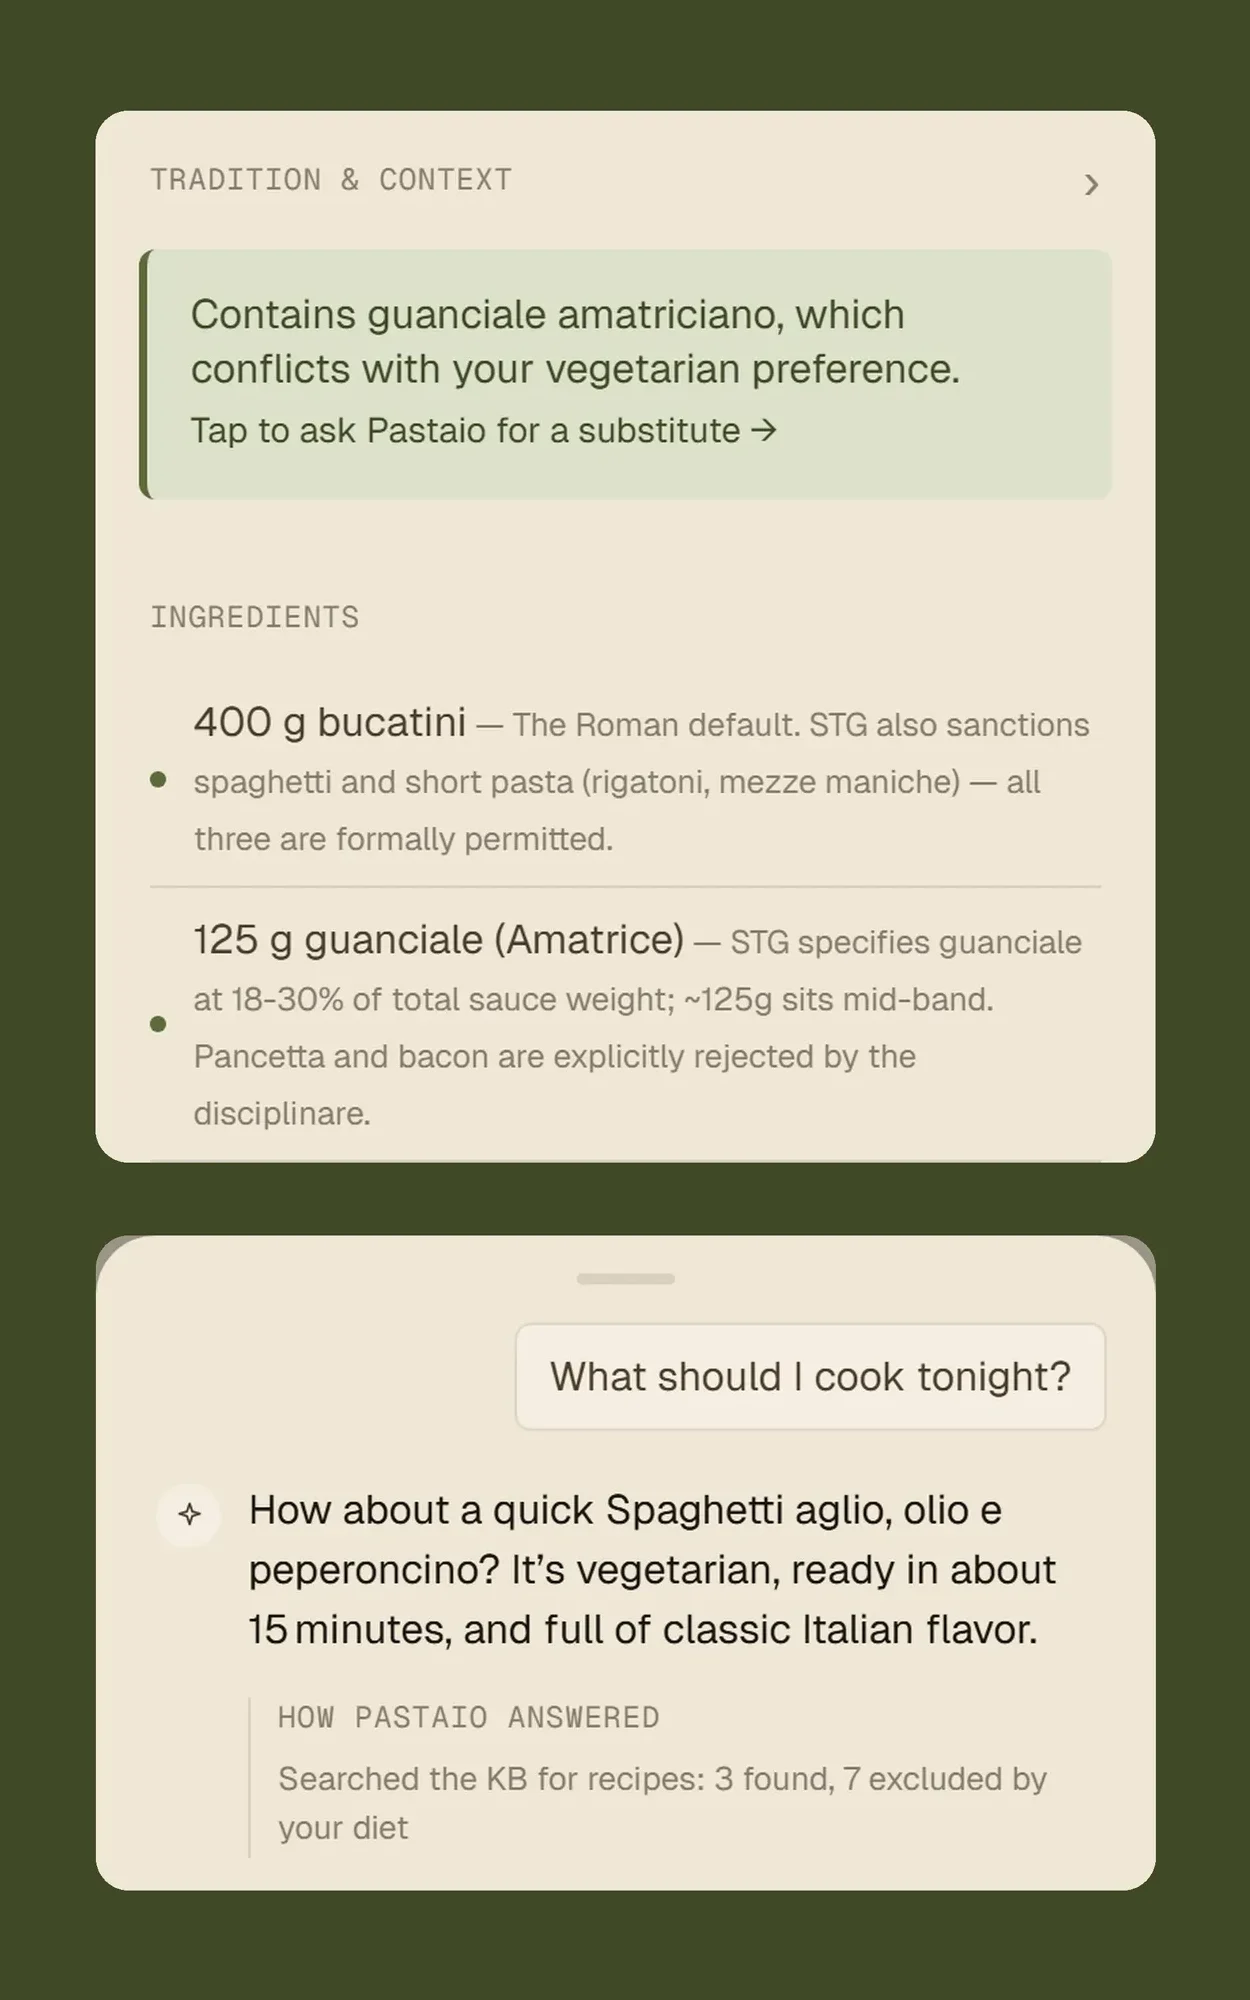 TRADITION & CONTEXT
Contains guanciale amatriciano, which
conflicts with your vegetarian preference.
Tap to ask Pastaio for a substitute →
INGREDIENTS
400 g bucatini — The Roman default. STG also sanctions
spaghetti and short pasta (rigatoni, mezze maniche) — all
three are formally permitted.
125 g guanciale (Amatrice) — STG specifies guanciale
at 18-30% of total sauce weight; ~125g sits mid-band.
Pancetta and bacon are explicitly rejected by the
disciplinare.
What should I cook tonight?
How about a quick Spaghetti aglio, olio e
peperoncino? It’s vegetarian, ready in about
15 minutes, and full of classic Italian flavor.
HOW PASTAIO ANSWERED
Searched the KB for recipes: 3 found, 7 excluded by
your diet